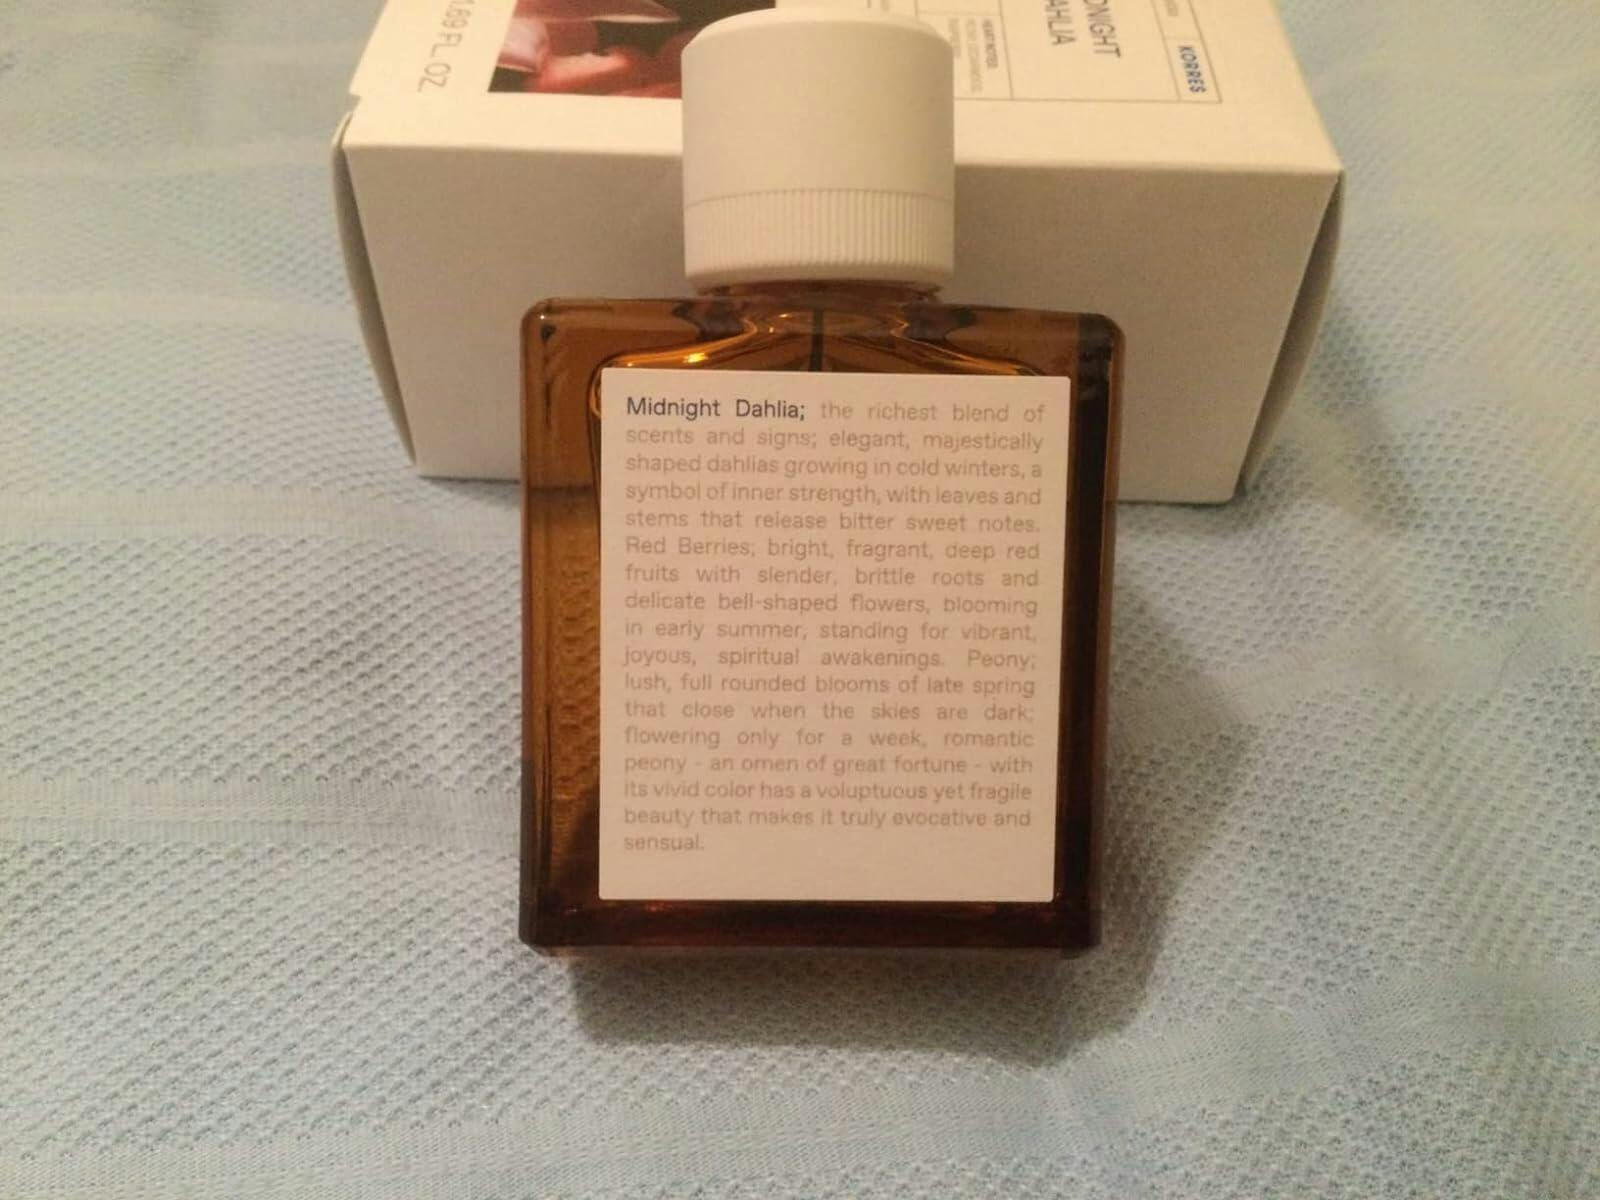 1.69 FL. OZ.
DNIGHT
AHLIA
KORRES
HEART NOTES:
Midnight Dahlia; the richest blend of
scents and signs; elegant, majestically
shaped dahlias growing in cold winters, a
symbol of inner strength, with leaves and
stems that release bitter sweet notes.
Red Berries; bright, fragrant, deep red
fruits with slender, brittle roots and
delicate bell-shaped flowers, blooming
in early summer, standing for vibrant,
joyous, spiritual awakenings. Peony;
lush, full rounded blooms of late spring
that close when the skies are dark;
flowering only for a week, romantic
peony - an omen of great fortune - with
its vivid color has a voluptuous yet fragile
beauty that makes it truly evocative and
sensual.